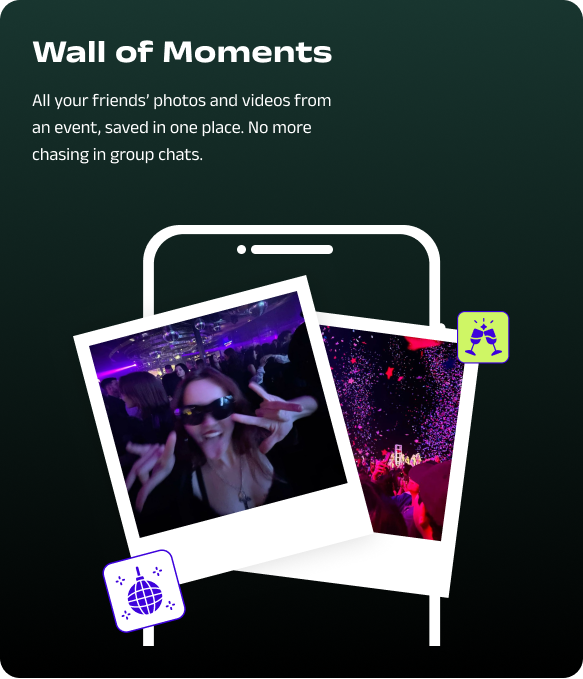 Wall of Moments
All your friends’ photos and videos from
an event, saved in one place. No more
chasing in group chats.